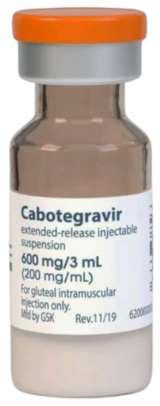 Cabotegravir
extended-release injectable
suspension
600 mg/3 mL
(200 mg/mL)
For gluteal intramuscular
injection only.
Mfd by GSK Rev.11/19